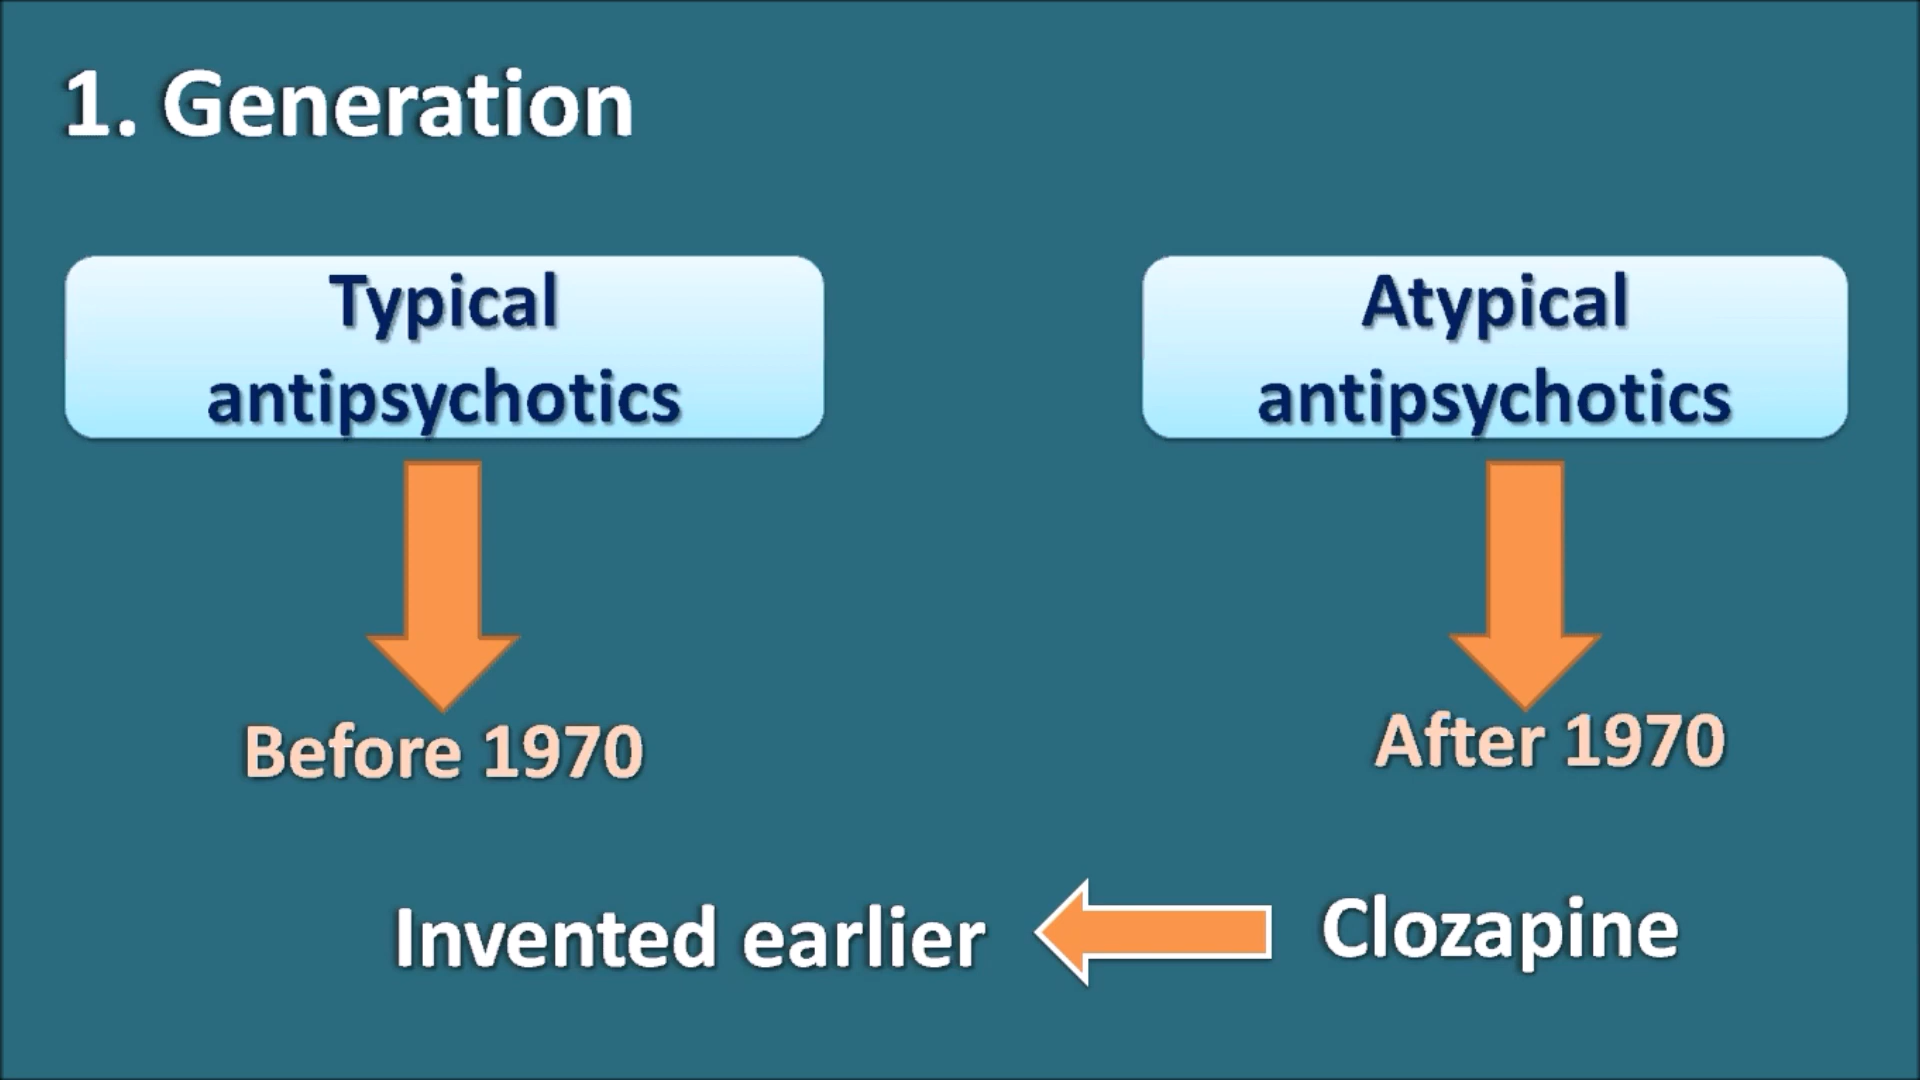 1. Generation
Typical
antipsychotics
Atypical
antipsychotics
Before 1970
After 1970
Invented earlier
Clozapine